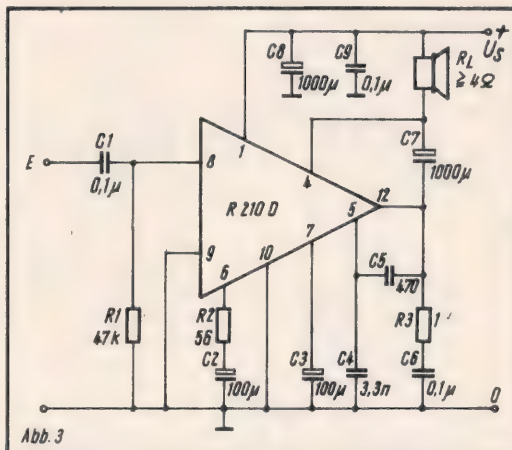 C8
1000µ
C9
0,1µ
+
U_S
R_L
≧ 4Ω
C7
1000µ
E
C1
0,1µ
8
1
4
12
R 210 D
5
7
9
6
10
C5
470
R1
47k
R2
56
C2
100µ
C3
100µ
C4
3,3n
R3
1
C6
0,1µ
0
Abb. 3